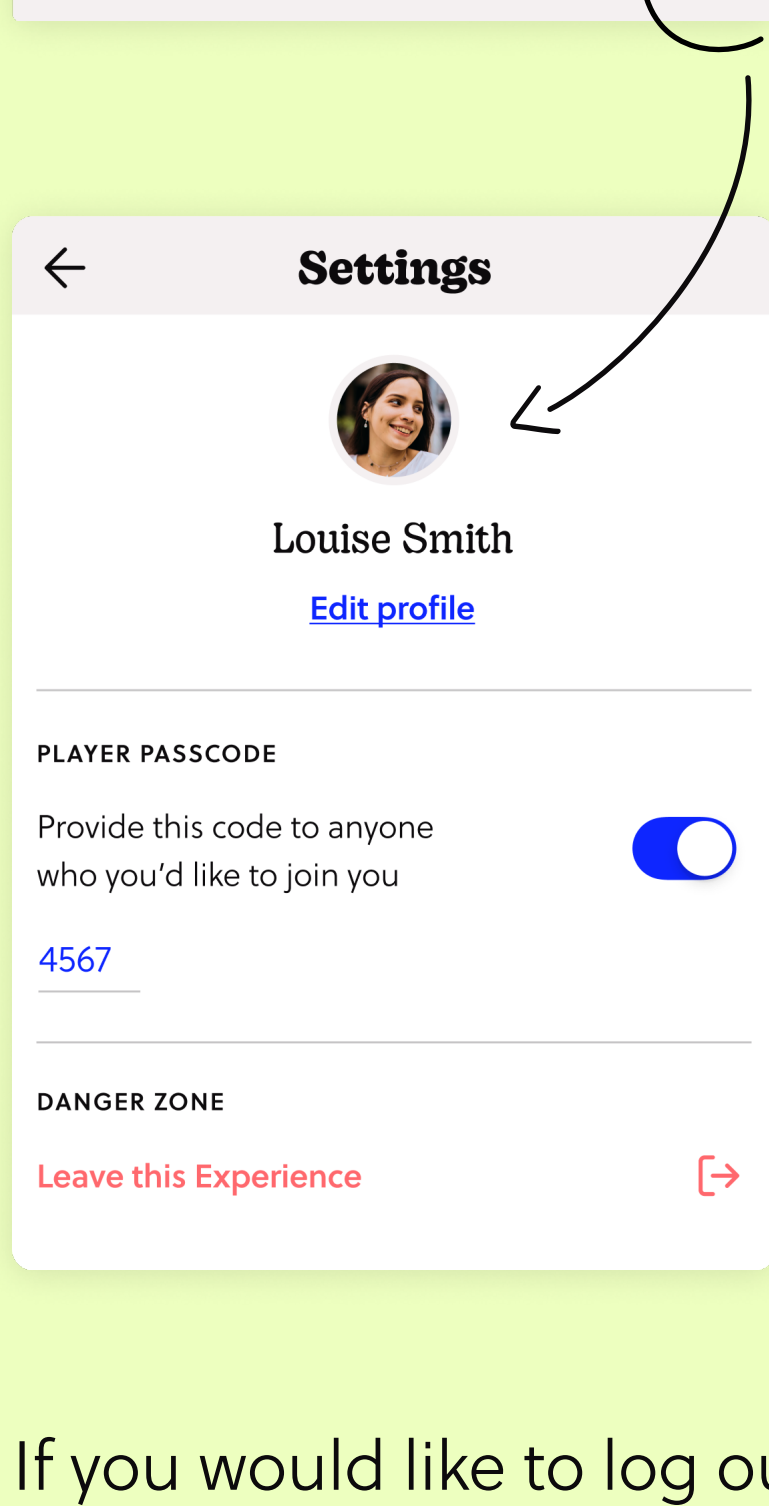 Settings
Louise Smith
Edit profile
PLAYER PASSCODE
Provide this code to anyone
who you'd like to join you
4567
DANGER ZONE
Leave this Experience
If you would like to log